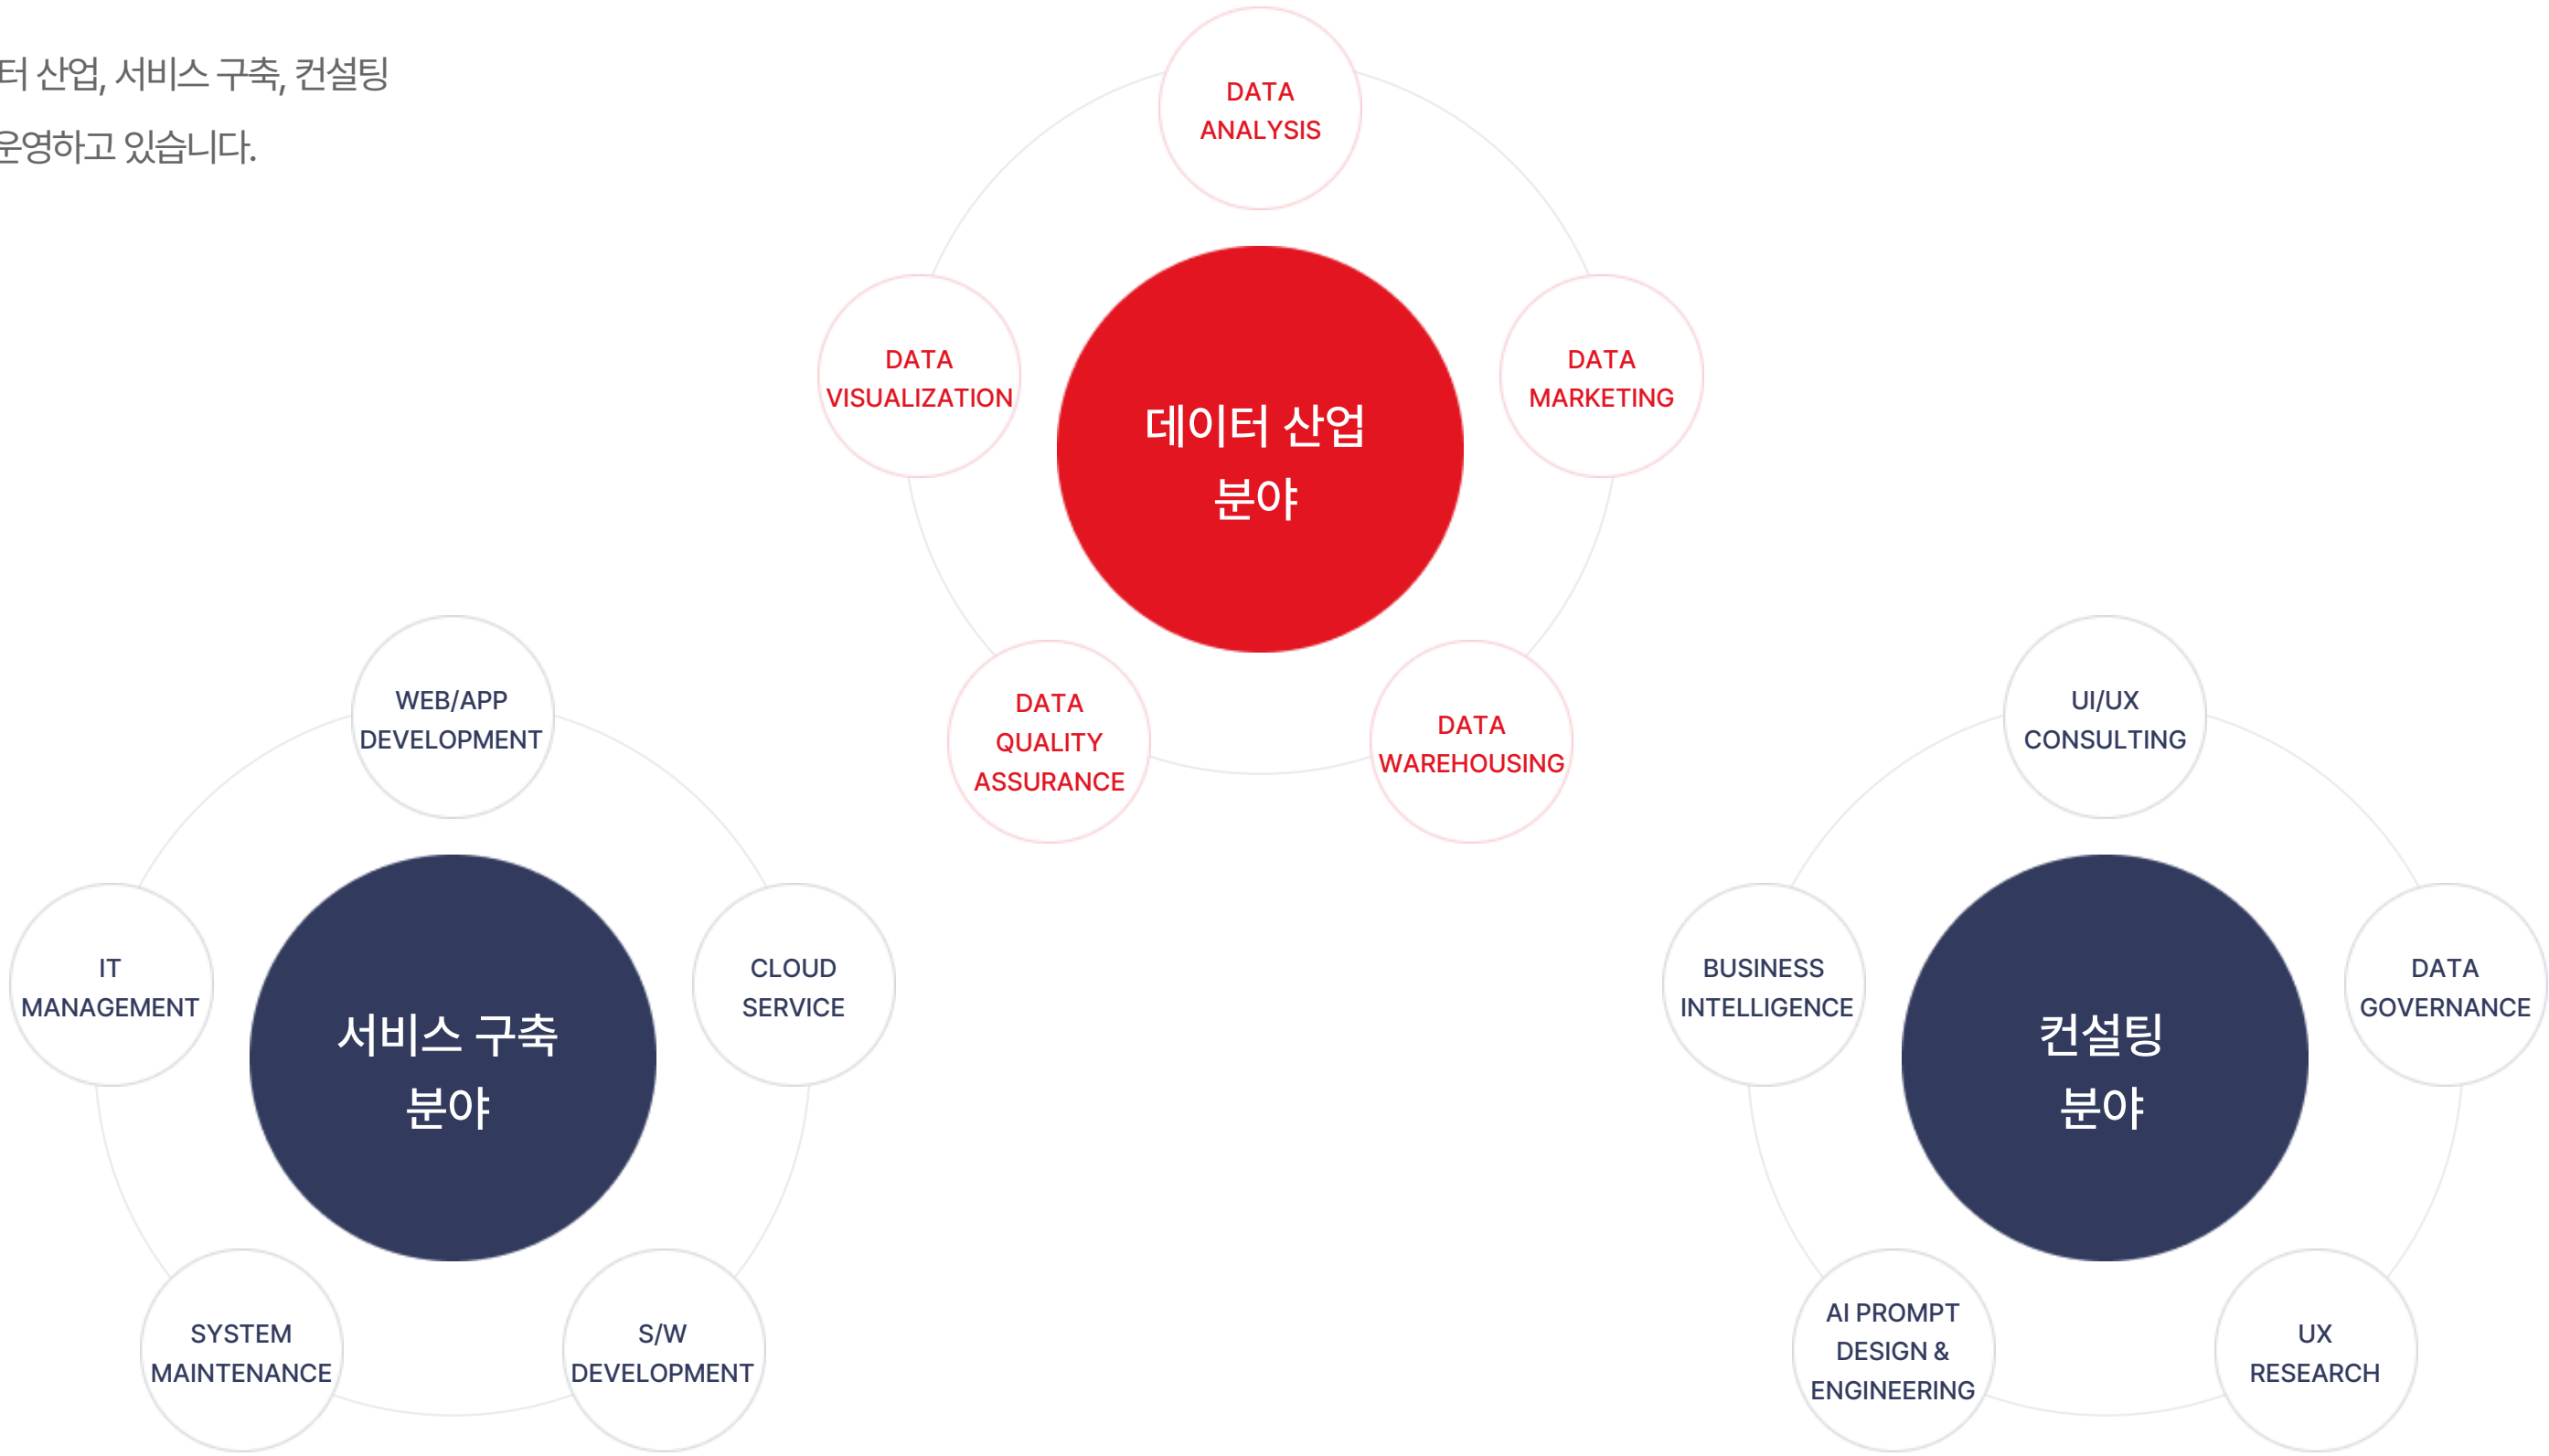 터 산업, 서비스 구축, 컨설팅
운영하고 있습니다.
DATA
ANALYSIS
DATA
VISUALIZATION
DATA
MARKETING
데이터 산업
분야
DATA
QUALITY
ASSURANCE
DATA
WAREHOUSING
WEB/APP
DEVELOPMENT
IT
MANAGEMENT
CLOUD
SERVICE
서비스 구축
분야
SYSTEM
MAINTENANCE
S/W
DEVELOPMENT
UI/UX
CONSULTING
BUSINESS
INTELLIGENCE
DATA
GOVERNANCE
컨설팅
분야
AI PROMPT
DESIGN &
ENGINEERING
UX
RESEARCH